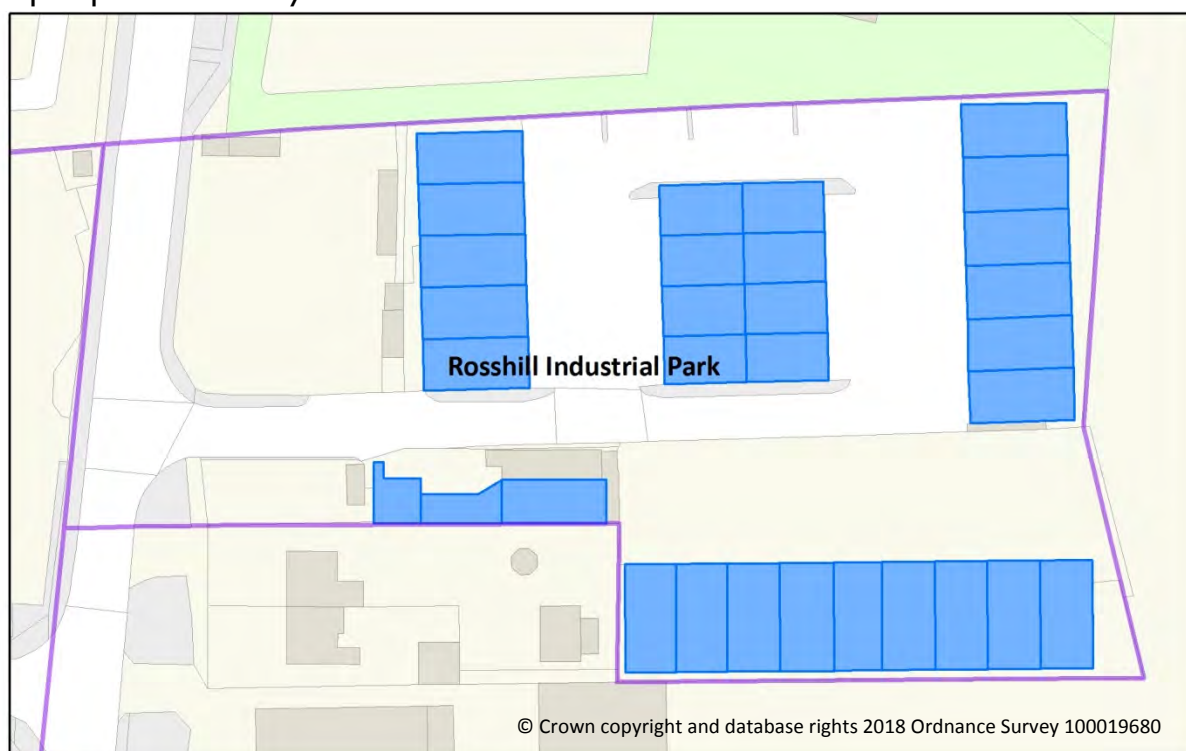 Rosshill Industrial Park
© Crown copyright and database rights 2018 Ordnance Survey 100019680